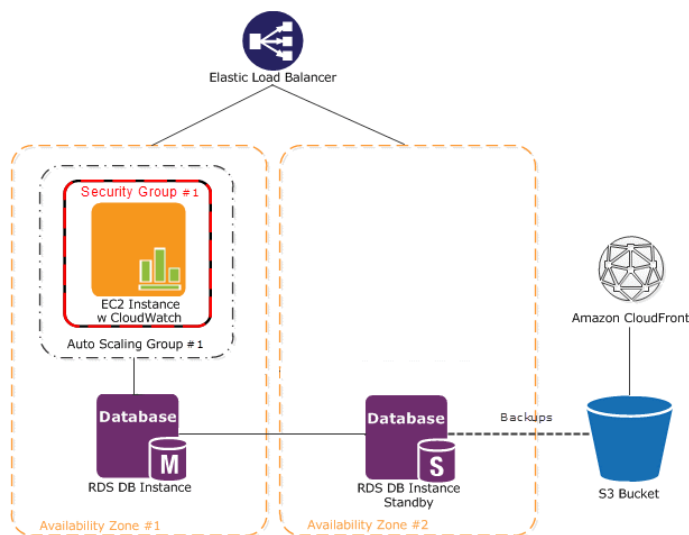 Elastic Load Balancer
Security Group #1
EC2 Instance
w CloudWatch
Auto Scaling Group #1
Amazon CloudFront
Database
M
RDS DB Instance
Database
S
RDS DB Instance
Standby
Backups
S3 Bucket
Availability Zone #1
Availability Zone #2